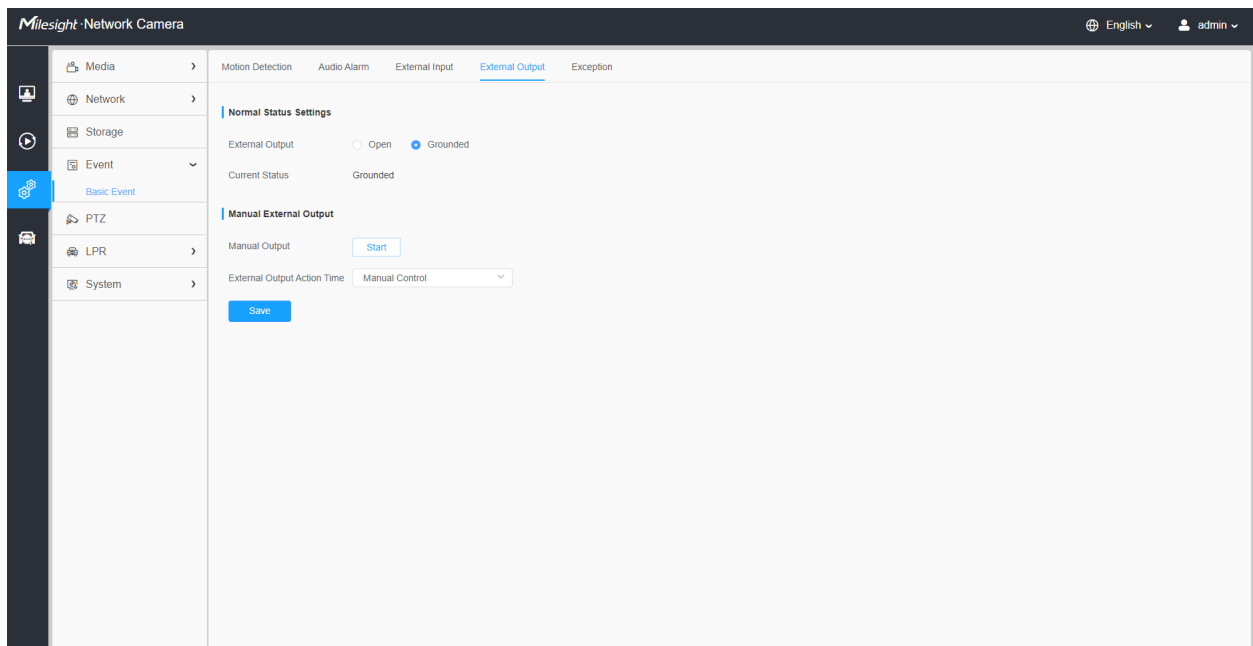 Milesight · Network Camera
English
admin
Media
Network
Storage
Event
Basic Event
PTZ
LPR
System
Motion Detection Audio Alarm External Input External Output Exception
Normal Status Settings
External Output Open Grounded
Current Status Grounded
Manual External Output
Manual Output Start
External Output Action Time Manual Control
Save